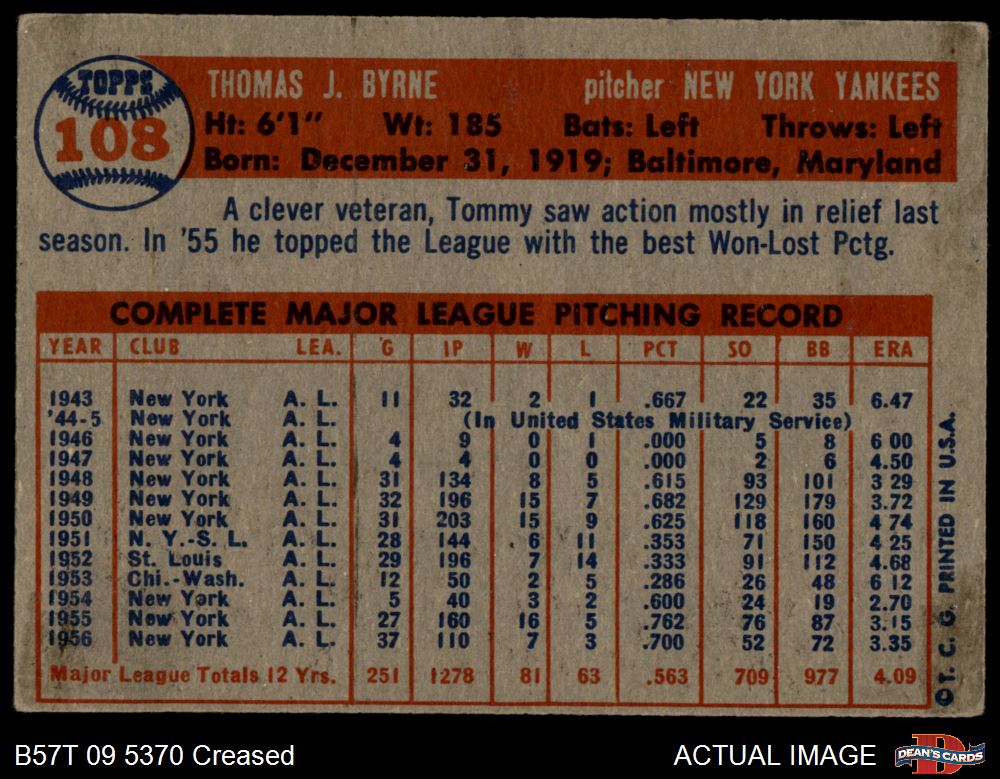 TOPPS
108
THOMAS J. BYRNE pitcher NEW YORK YANKEES
Ht: 6'1" Wt: 185 Bats: Left Throws: Left
Born: December 31, 1919; Baltimore, Maryland
A clever veteran, Tommy saw action mostly in relief last
season. In '55 he topped the League with the best Won-Lost Pctg.
COMPLETE MAJOR LEAGUE PITCHING RECORD
YEAR CLUB LEA. G IP W L PCT SO BB ERA
1943 New York A. L. 11 32 2 1 .667 22 35 6.47
'44-5 New York A. L. (In United States Military Service)
1946 New York A. L. 4 9 0 1 .000 5 8 6 00
1947 New York A. L. 4 4 0 0 .000 2 6 4.50
1948 New York A. L. 31 134 8 5 .615 93 101 3 29
1949 New York A. L. 32 196 15 7 .682 129 179 3.72
1950 New York A. L. 31 203 15 9 .625 118 160 4 74
1951 N. Y.-S. L. A. L. 28 144 6 11 .353 71 150 4 25
1952 St. Louis A. L. 29 196 7 14 .333 91 112 4.68
1953 Chi.-Wash. A. L. 12 50 2 5 .286 26 48 6 12
1954 New York A. L. 5 40 3 2 .600 24 19 2.70
1955 New York A. L. 27 160 16 5 .762 76 87 3.15
1956 New York A. L. 37 110 7 3 .700 52 72 3.35
Major League Totals 12 Yrs. 251 1278 81 63 .563 709 977 4.09
©T. C. G. PRINTED IN U.S.A.
B57T 09 5370 Creased
ACTUAL IMAGE
DEAN'S CARDS